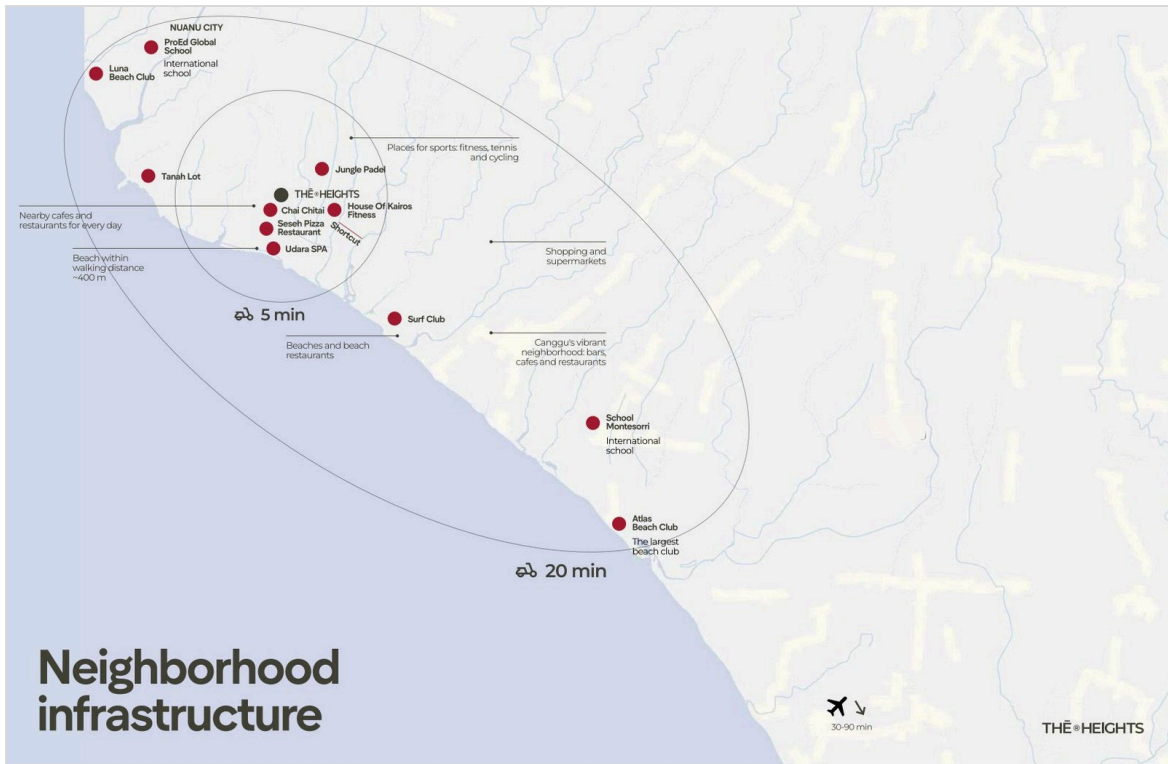 NUANU CITY
ProEd Global
School
International
school
Luna
Beach Club
Places for sports: fitness, tennis
and cycling
Jungle Padel
Tanah Lot
THĒ®HEIGHTS
Chai Chitai
House Of Kairos
Fitness
Nearby cafes and
restaurants for every day
Seseh Pizza
Restaurant
Shortcut
Udara SPA
Beach within
walking distance
~400 m
Shopping and
supermarkets
5 min
Surf Club
Beaches and beach
restaurants
Canggu's vibrant
neighborhood: bars,
cafes and restaurants
School
Montesorri
International
school
Atlas
Beach Club
The largest
beach club
20 min
Neighborhood
infrastructure
30-90 min
THĒ®HEIGHTS